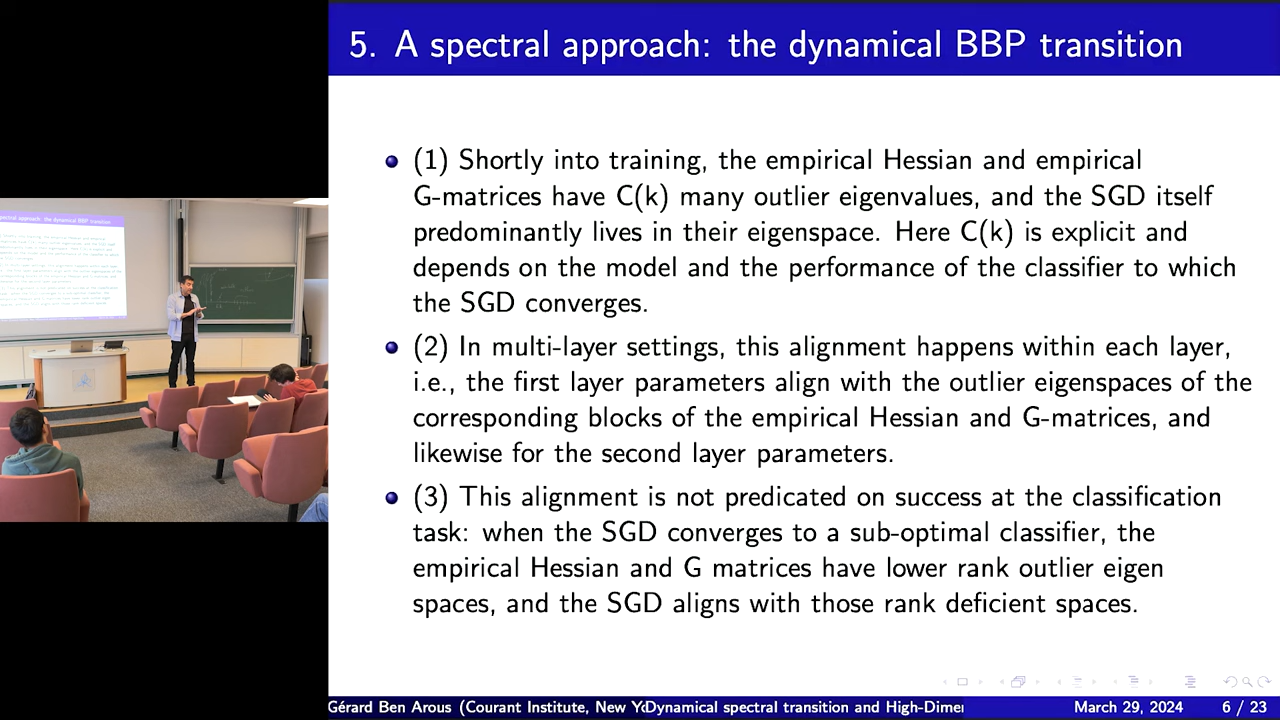 5. A spectral approach: the dynamical BBP transition
(1) Shortly into training, the empirical Hessian and empirical
G-matrices have C(k) many outlier eigenvalues, and the SGD itself
predominantly lives in their eigenspace. Here C(k) is explicit and
depends on the model and the performance of the classifier to which
the SGD converges.
(2) In multi-layer settings, this alignment happens within each layer,
i.e., the first layer parameters align with the outlier eigenspaces of the
corresponding blocks of the empirical Hessian and G-matrices, and
likewise for the second layer parameters.
(3) This alignment is not predicated on success at the classification
task: when the SGD converges to a sub-optimal classifier, the
empirical Hessian and G matrices have lower rank outlier eigen
spaces, and the SGD aligns with those rank deficient spaces.
Gérard Ben Arous (Courant Institute, New Yo
Dynamical spectral transition and High-Dimen
March 29, 2024
6 / 23